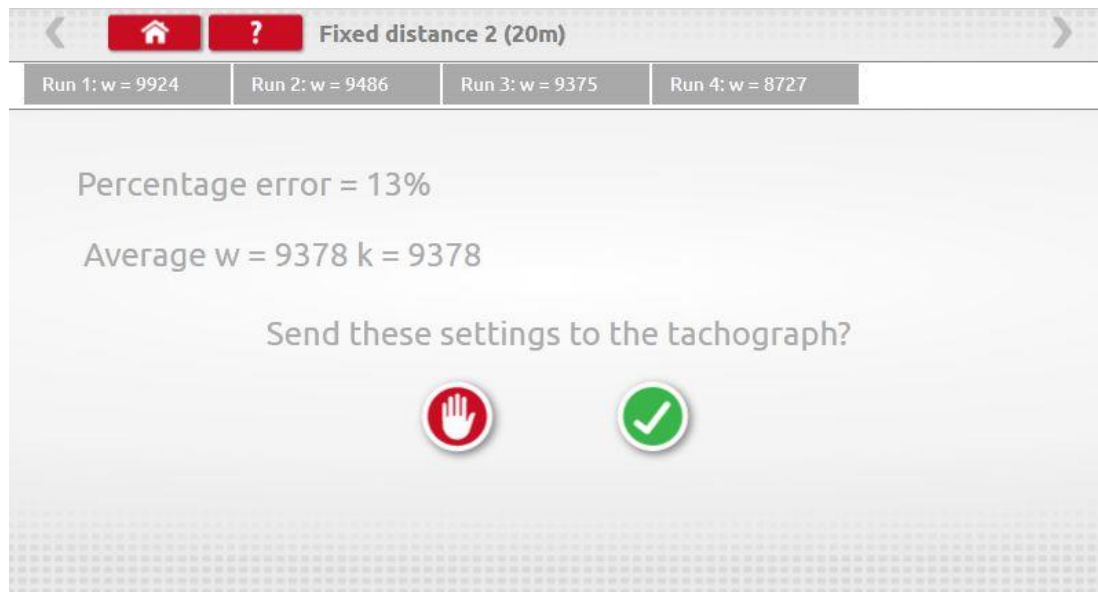 ? Fixed distance 2 (20m)
Run 1: w = 9924 Run 2: w = 9486 Run 3: w = 9375 Run 4: w = 8727
Percentage error = 13%
Average w = 9378 k = 9378
Send these settings to the tachograph?